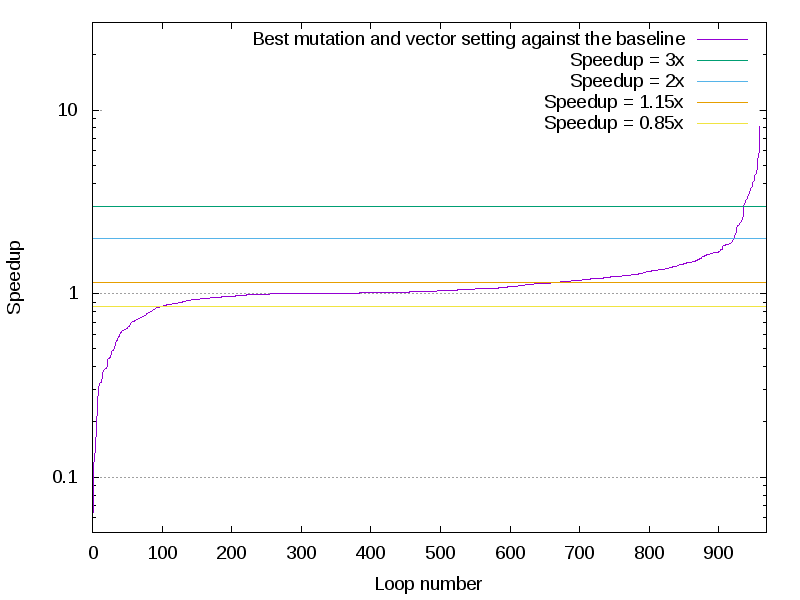 Best mutation and vector setting against the baseline
Speedup = 3x
Speedup = 2x
Speedup = 1.15x
Speedup = 0.85x
10
1
0.1
Speedup
0 100 200 300 400 500 600 700 800 900
Loop number